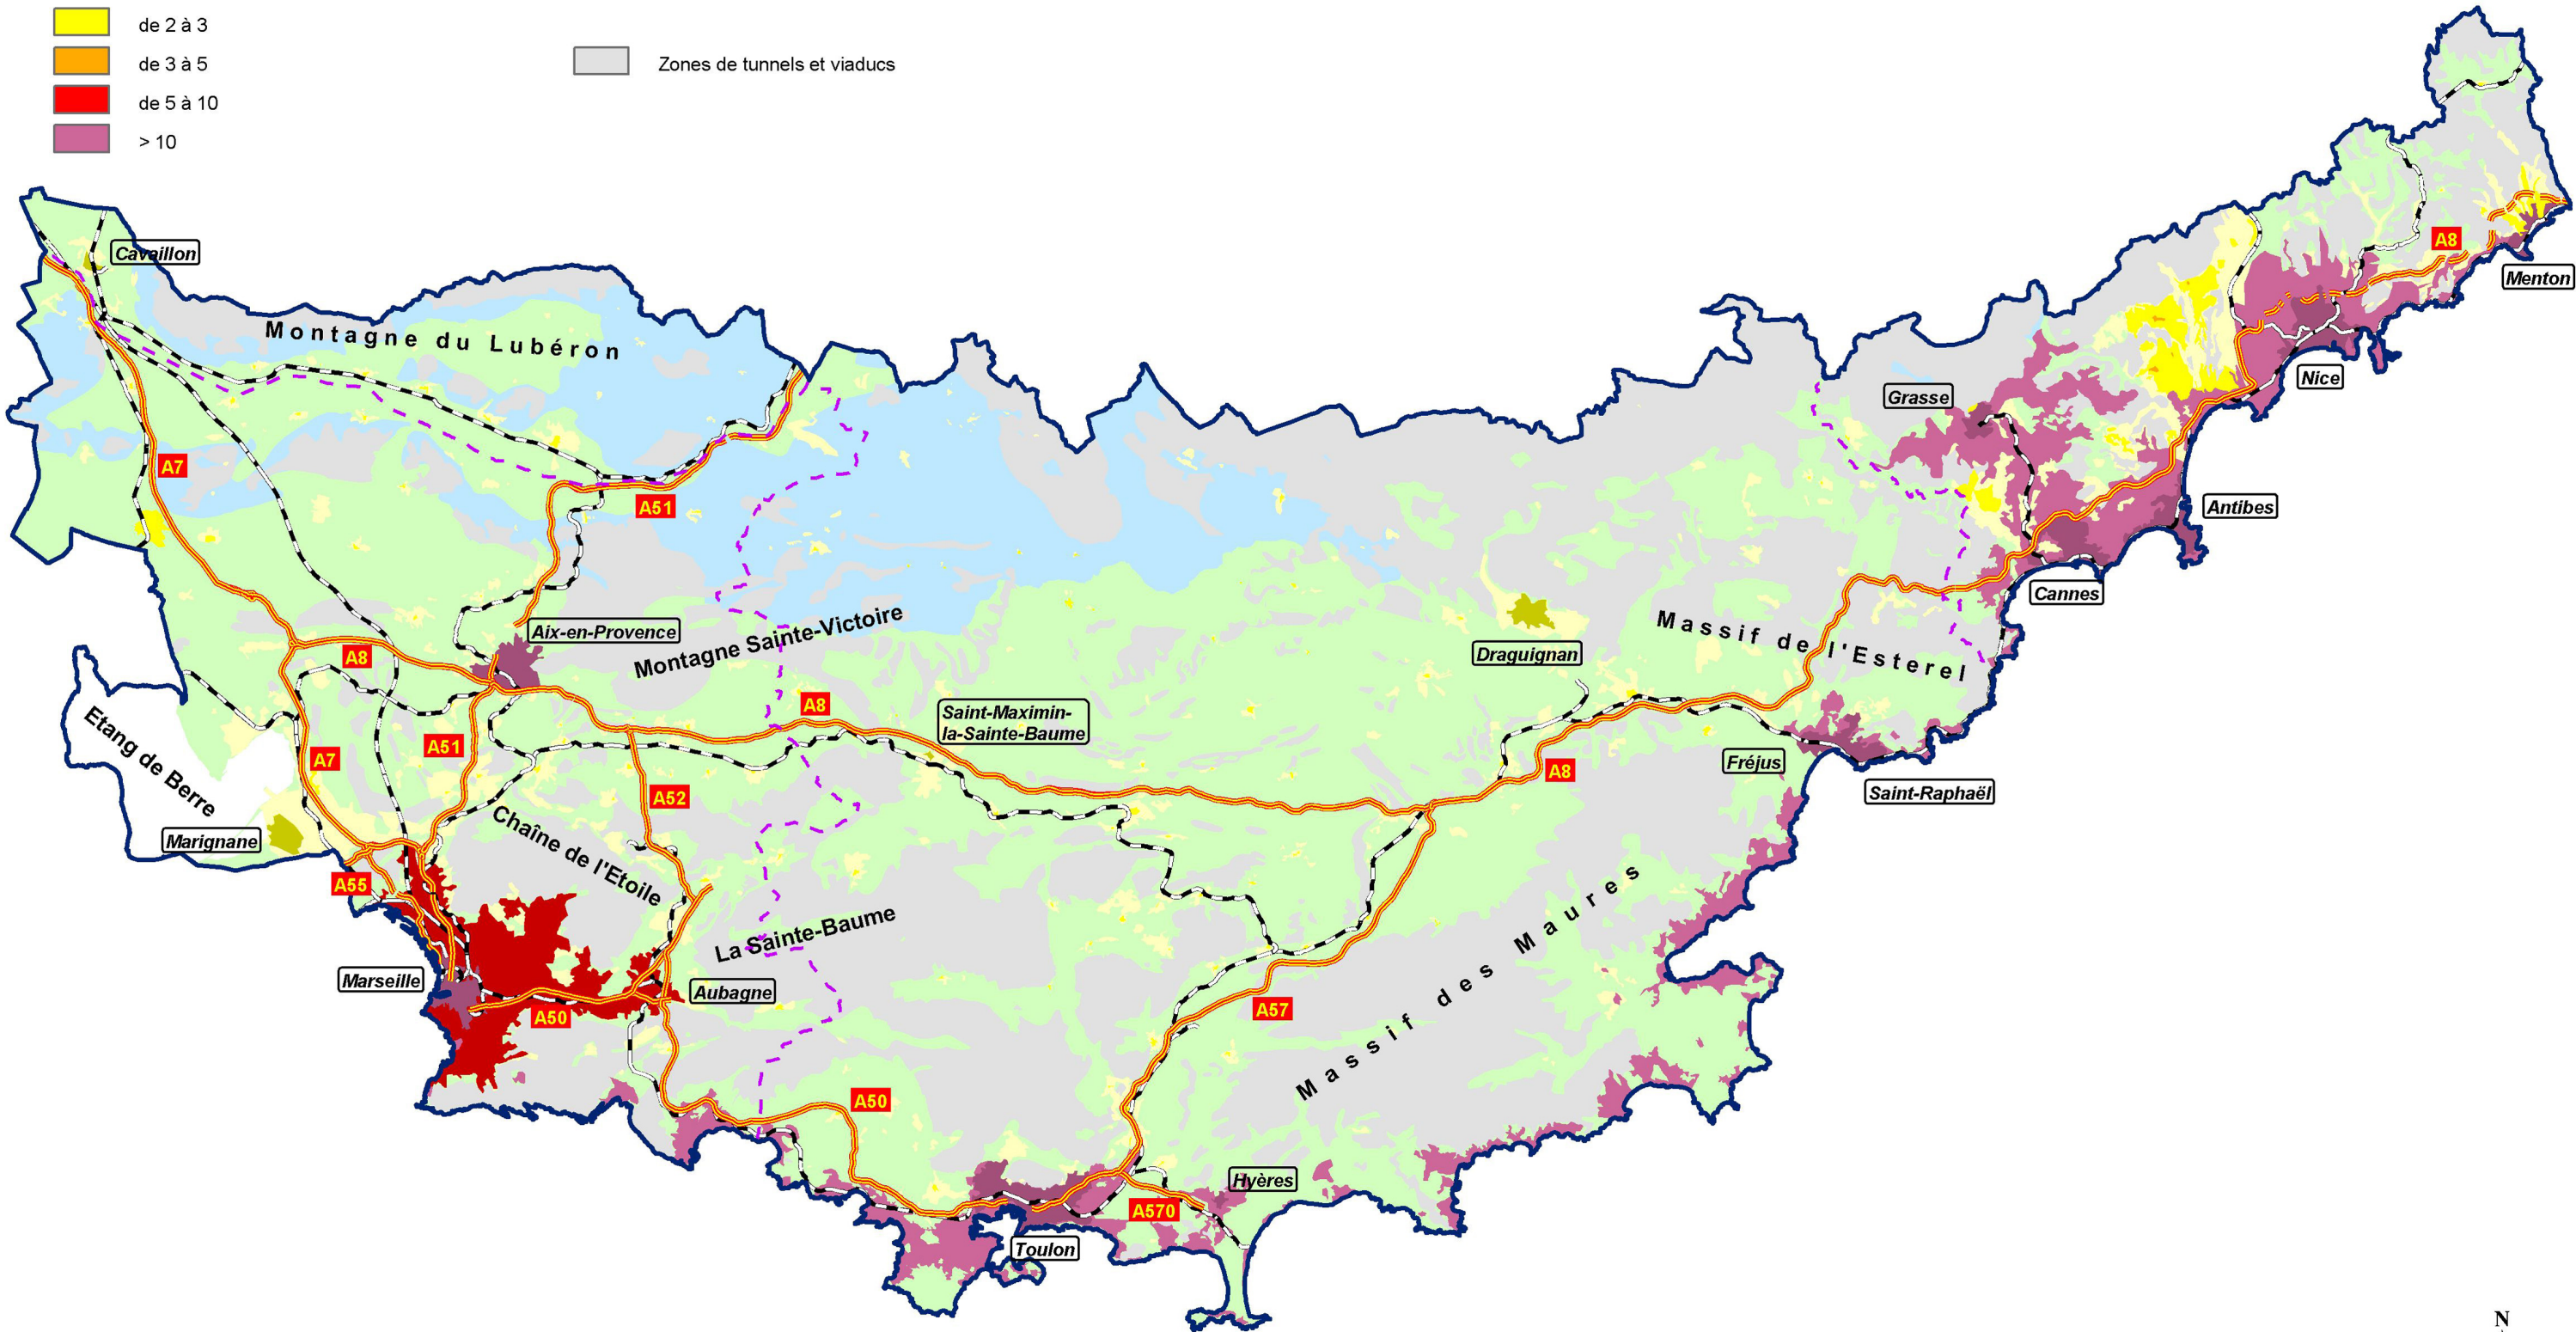 de 2 à 3
de 3 à 5
de 5 à 10
> 10
Zones de tunnels et viaducs
Cavaillon
Montagne du Lubéron
A8
Menton
Nice
Grasse
A7
A51
Antibes
Cannes
Aix-en-Provence
Montagne Sainte-Victoire
A8
Draguignan
Massif de l'Esterel
Etang de Berre
A7
A51
A8
Saint-Maximin-
la-Sainte-Baume
A52
A8
Fréjus
Saint-Raphaël
Marignane
Chaîne de l'Etoile
A55
La Sainte-Baume
Massif des Maures
Marseille
Aubagne
A50
A57
A50
Hyères
A570
Toulon
N